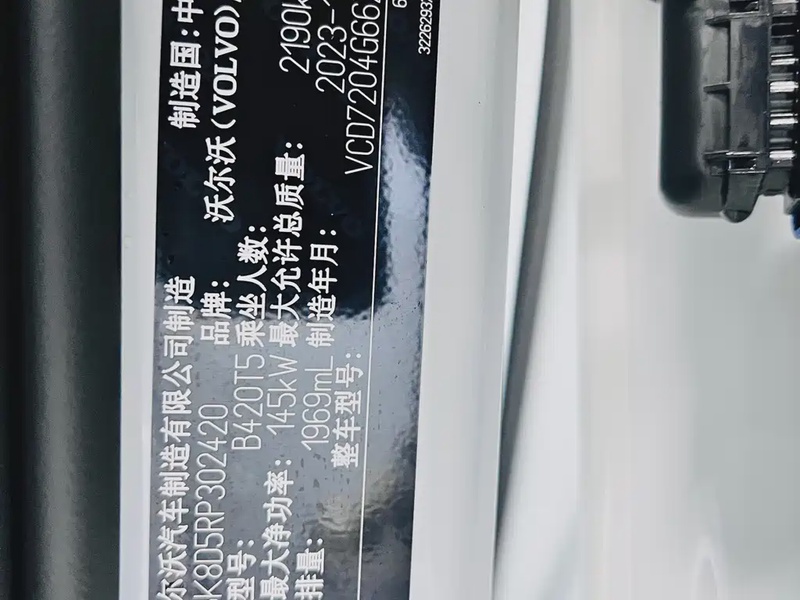 尔沃汽车制造有限公司制造 制造国:中
K8D5RP302420 品牌: 沃尔沃(VOLVO)
型号: B420T5 乘坐人数:
最大净功率: 145kW 最大允许总质量: 2190k
排量: 1969mL 制造年月: 2023-
整车型号: VCD7204G66
3226293